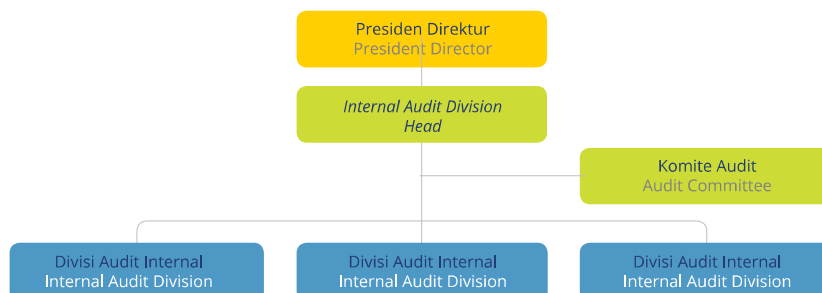 Presiden Direktur
President Director
Internal Audit Division
Head
Komite Audit
Audit Committee
Divisi Audit Internal
Internal Audit Division
Divisi Audit Internal
Internal Audit Division
Divisi Audit Internal
Internal Audit Division